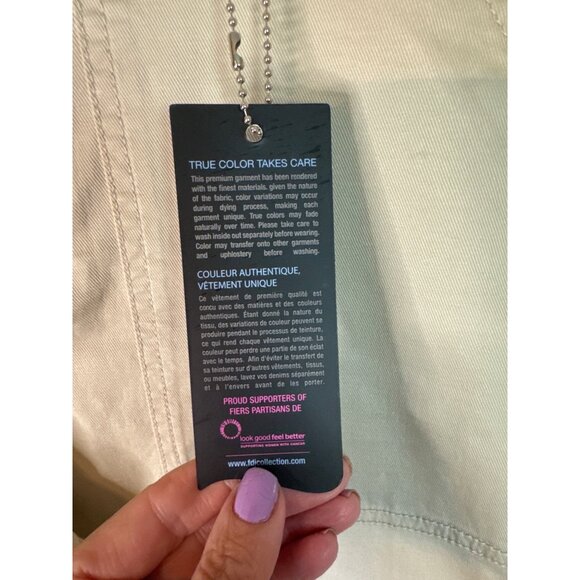 TRUE COLOR TAKES CARE
This premium garment has been rendered
with the finest materials. given the nature
of the fabric, color variations may occur
during dying process, making each
garment unique. True colors may fade
naturally over time. Please take care to
wash inside out separately before wearing.
Color may transfer onto other garments
and uphlostery before washing.
COULEUR AUTHENTIQUE,
VÊTEMENT UNIQUE
Ce vêtement de première qualité est
conçu avec des matières et des couleurs
authentiques. Étant donné la nature du
tissu, des variations de couleur peuvent se
produire pendant le processus de teinture,
ce qui rend chaque vêtement unique. La
couleur peut perdre une partie de son éclat
avec le temps. Afin d'éviter le transfert de
sa teinture sur d'autres vêtements, tissus,
ou meubles, lavez vos denims séparément
et à l'envers avant de les porter.
PROUD SUPPORTERS OF
FIERS PARTISANS DE
look good feel better
SUPPORTING WOMEN WITH CANCER
www.fdjcollection.com